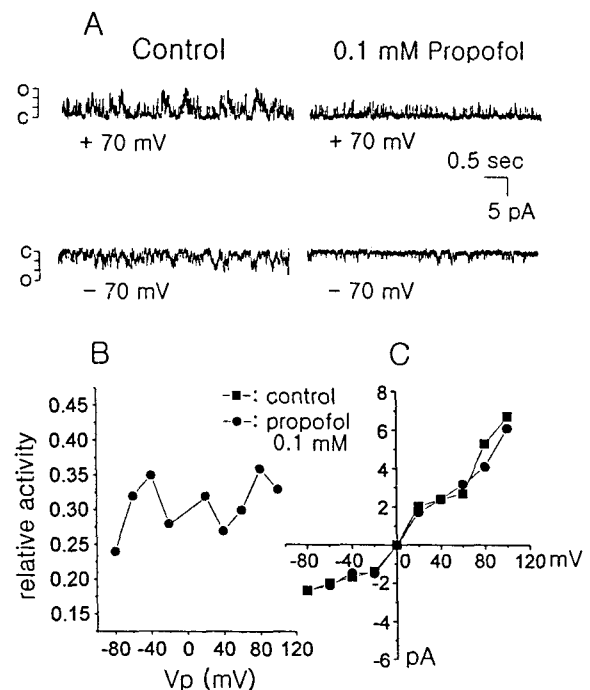 A
Control
0.1 mM Propofol
O
C
+ 70 mV
+ 70 mV
0.5 sec
5 pA
C
O
- 70 mV
- 70 mV
B
C
-■-: control
-●-: propofol
0.1 mM
relative activity
0.45
0.40
0.35
0.30
0.25
0.20
0.15
-80 -40 0 40 80 120
Vp (mV)
8
6
4
2
-2
-4
-6
-80 -40 0 40 80 120 mV
pA